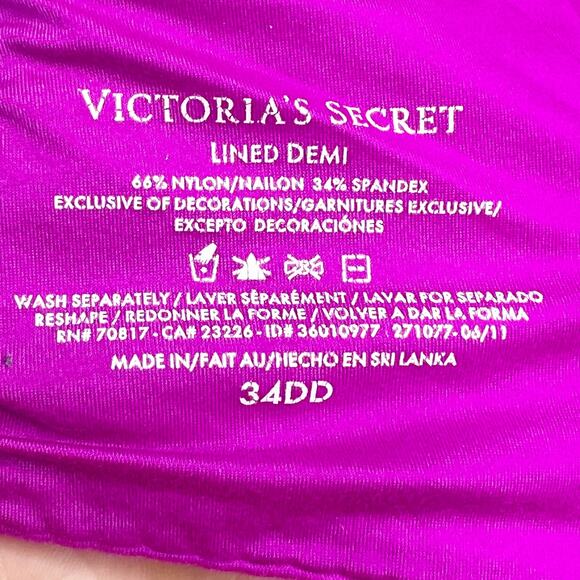 VICTORIA'S SECRET
LINED DEMI
66% NYLON/NAILON 34% SPANDEX
EXCLUSIVE OF DECORATIONS/GARNITURES EXCLUSIVE/
EXCEPTO DECORACIÓNES
WASH SEPARATELY / LAVER SÉPARÉMENT / LAVAR POR SEPARADO
RESHAPE / REDONNER LA FORME / VOLVER A DAR LA FORMA
RN# 70817 - CA# 23226 - ID# 36010977 271077-06/11
MADE IN/FAIT AU/HECHO EN SRI LANKA
34DD